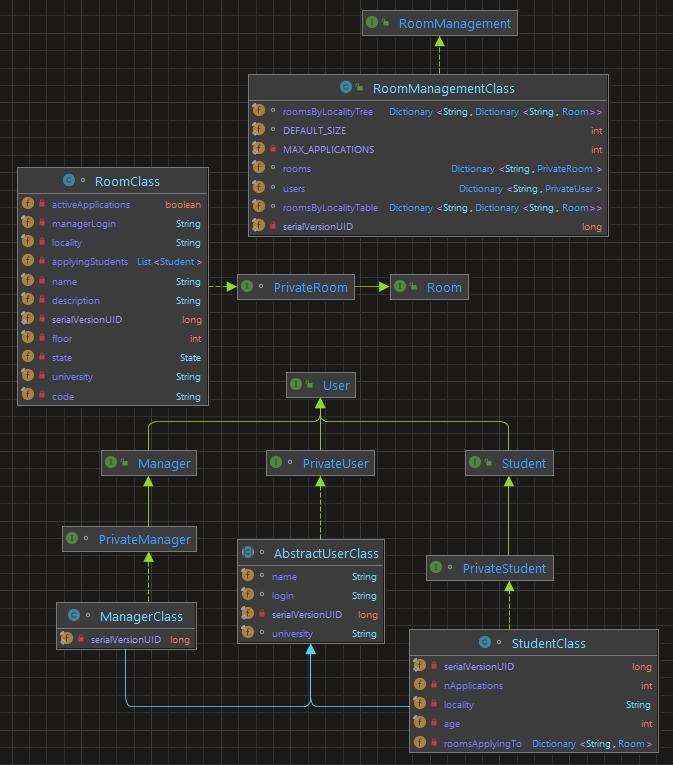 RoomManagement
RoomManagementClass
roomsByLocalityTree Dictionary <String, Dictionary <String, Room>>
DEFAULT_SIZE int
MAX_APPLICATIONS int
rooms Dictionary <String, PrivateRoom >
users Dictionary <String, PrivateUser >
roomsByLocalityTable Dictionary <String, Dictionary <String, Room>>
serialVersionUID long
RoomClass
activeApplications boolean
managerLogin String
locality String
applyingStudents List <Student >
name String
description String
serialVersionUID long
floor int
state State
university String
code String
PrivateRoom
Room
User
Manager
PrivateUser
Student
PrivateManager
AbstractUserClass
name String
login String
serialVersionUID long
university String
PrivateStudent
ManagerClass
serialVersionUID long
StudentClass
serialVersionUID long
nApplications int
locality String
age int
roomsApplyingTo Dictionary <String, Room >